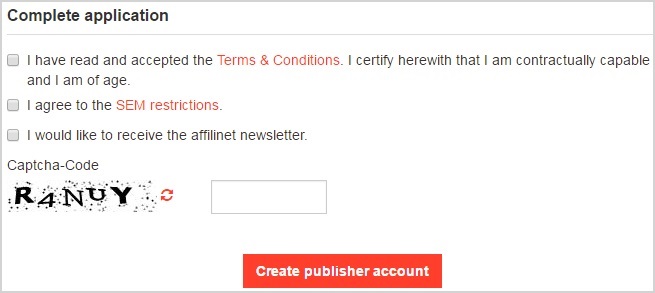 Complete application
I have read and accepted the Terms & Conditions. I certify herewith that I am contractually capable
and I am of age.
I agree to the SEM restrictions.
I would like to receive the affilinet newsletter.
Captcha-Code
R4NUY
Create publisher account